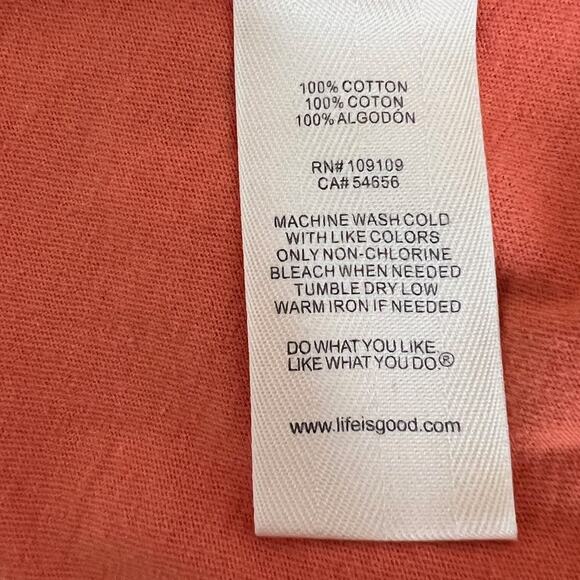 100% COTTON
100% COTON
100% ALGODÓN
RN# 109109
CA# 54656
MACHINE WASH COLD
WITH LIKE COLORS
ONLY NON-CHLORINE
BLEACH WHEN NEEDED
TUMBLE DRY LOW
WARM IRON IF NEEDED
DO WHAT YOU LIKE.
LIKE WHAT YOU DO.®
www.lifeisgood.com